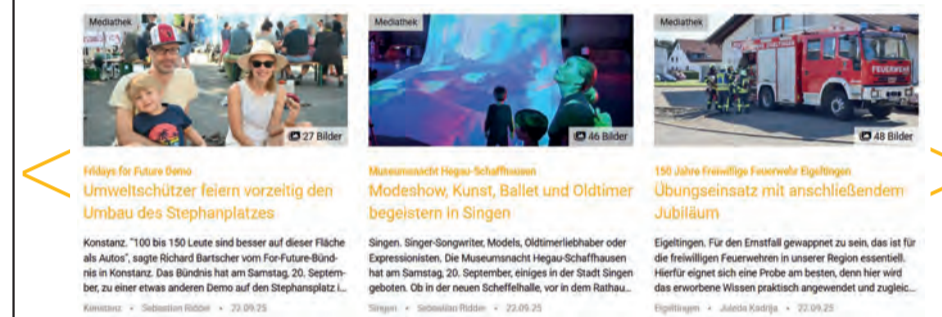 Mediathek
27 Bilder
Fridays for Future Demo
Umweltschützer feiern vorzeitig den
Umbau des Stephanplatzes
Konstanz. "100 bis 150 Leute sind besser auf dieser Fläche
als Autos", sagte Richard Bartscher vom For-Future-Bünd-
nis in Konstanz. Das Bündnis hat am Samstag, 20. Septem-
ber, zu einer etwas anderen Demo auf den Stephansplatz i...
Konstanz • Sebastian Ridder • 22.09.25
Mediathek
46 Bilder
Museumsnacht Hegau-Schaffhausen
Modeshow, Kunst, Ballet und Oldtimer
begeistern in Singen
Singen. Singer-Songwriter, Models, Oldtimerliebhaber oder
Expressionisten. Die Museumsnacht Hegau-Schaffhausen
hat am Samstag, 20. September, einiges in der Stadt Singen
geboten. Ob in der neuen Scheffelhalle, vor in dem Rathau...
Singen • Sebastian Ridder • 22.09.25
Mediathek
FEUERWEHR
48 Bilder
150 Jahre Freiwillige Feuerwehr Eigeltingen
Übungseinsatz mit anschließendem
Jubiläum
Eigeltingen. Für den Ernstfall gewappnet zu sein, das ist für
die freiwilligen Feuerwehren in unserer Region essentiell.
Hierfür eignet sich eine Probe am besten, denn hier wird
das erworbene Wissen praktisch angewendet und zugleic...
Eigeltingen • Juleda Kadrija • 22.09.25